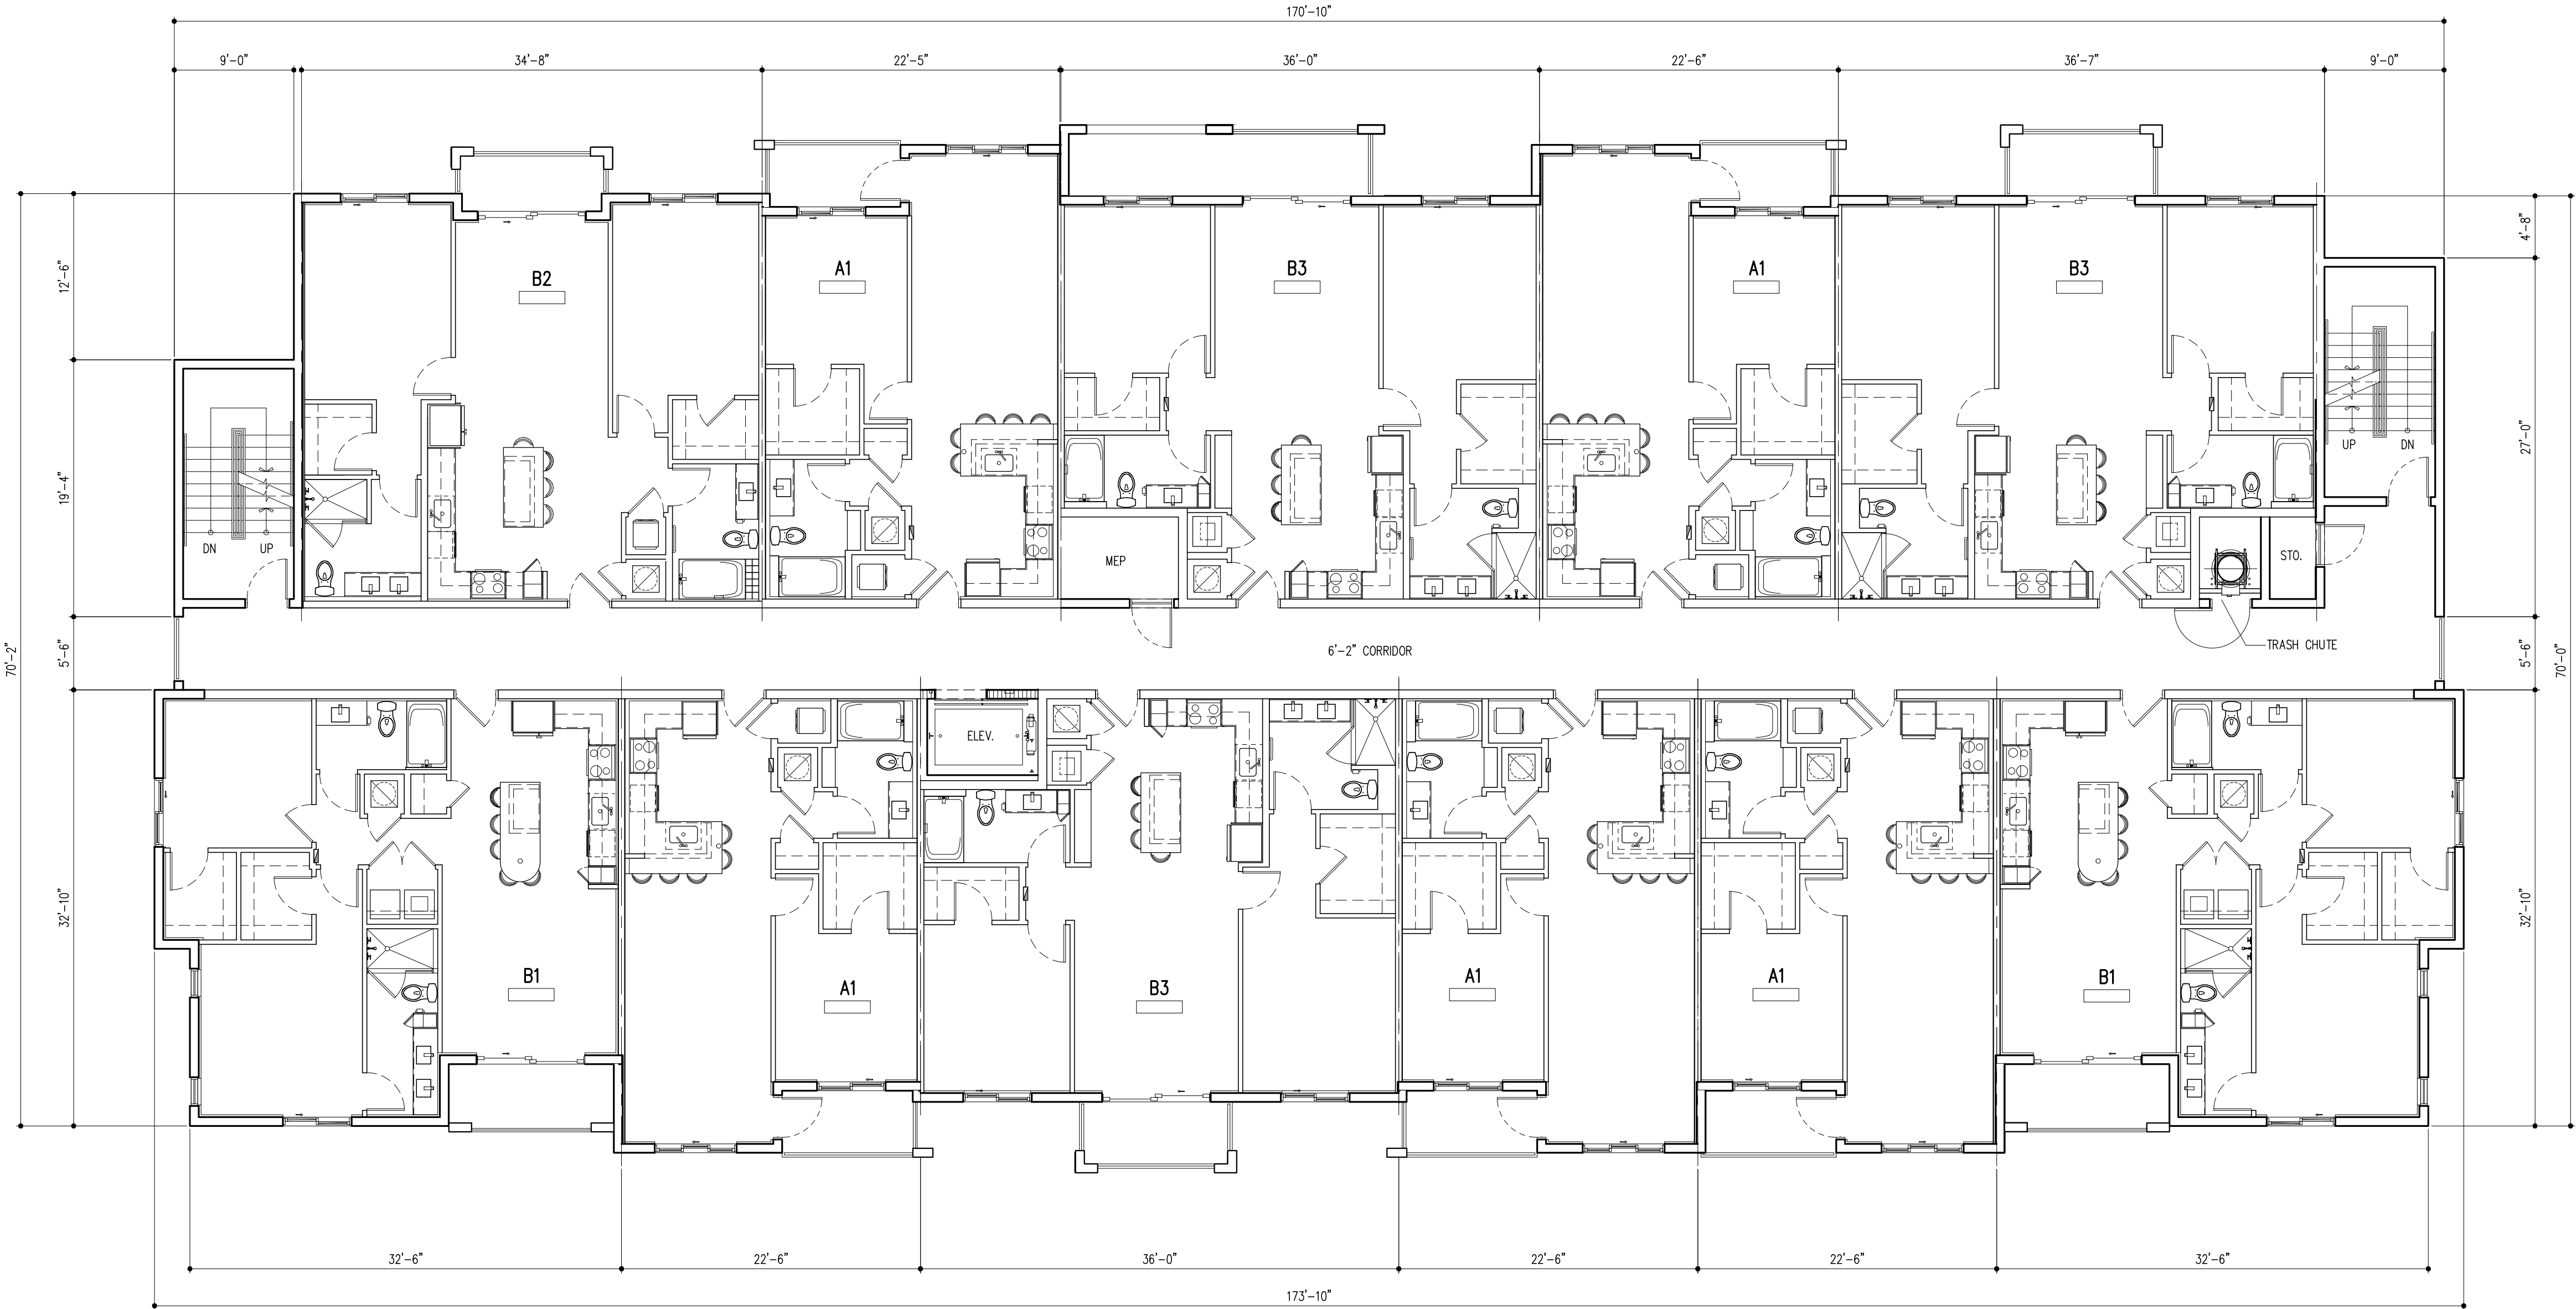 170'-10"
9'-0" 34'-8" 22'-5" 36'-0" 22'-6" 36'-7" 9'-0"
4'-8"
12'-6"
B2 A1 B3 A1 B3
27'-0"
UP DN
19'-4"
DN UP
MEP
STO.
70'-2"
5'-6"
6'-2" CORRIDOR
TRASH CHUTE
5'-6"
70'-0"
ELEV.
32'-10"
32'-10"
B1 A1 B3 A1 A1 B1
32'-6" 22'-6" 36'-0" 22'-6" 22'-6" 32'-6"
173'-10"